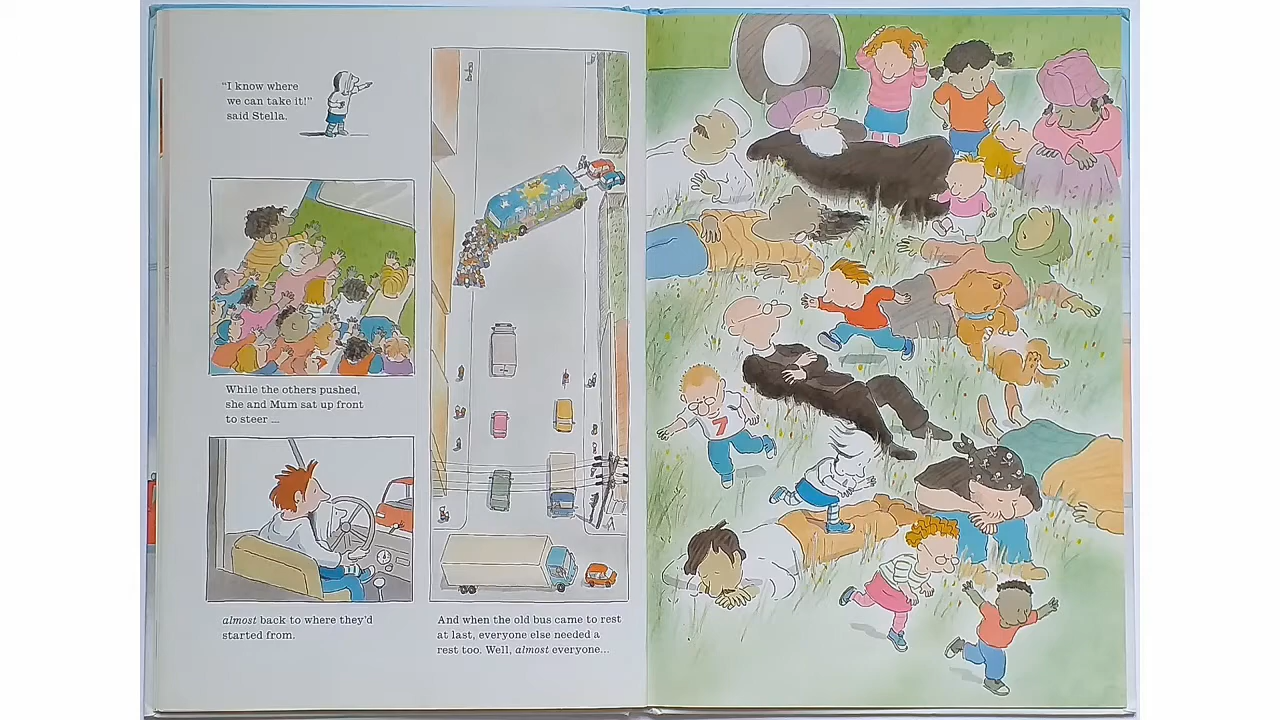 "I know where
we can take it!"
said Stella.
While the others pushed,
she and Mum sat up front
to steer ...
almost back to where they'd
started from.
And when the old bus came to rest
at last, everyone else needed a
rest too. Well, almost everyone...
7